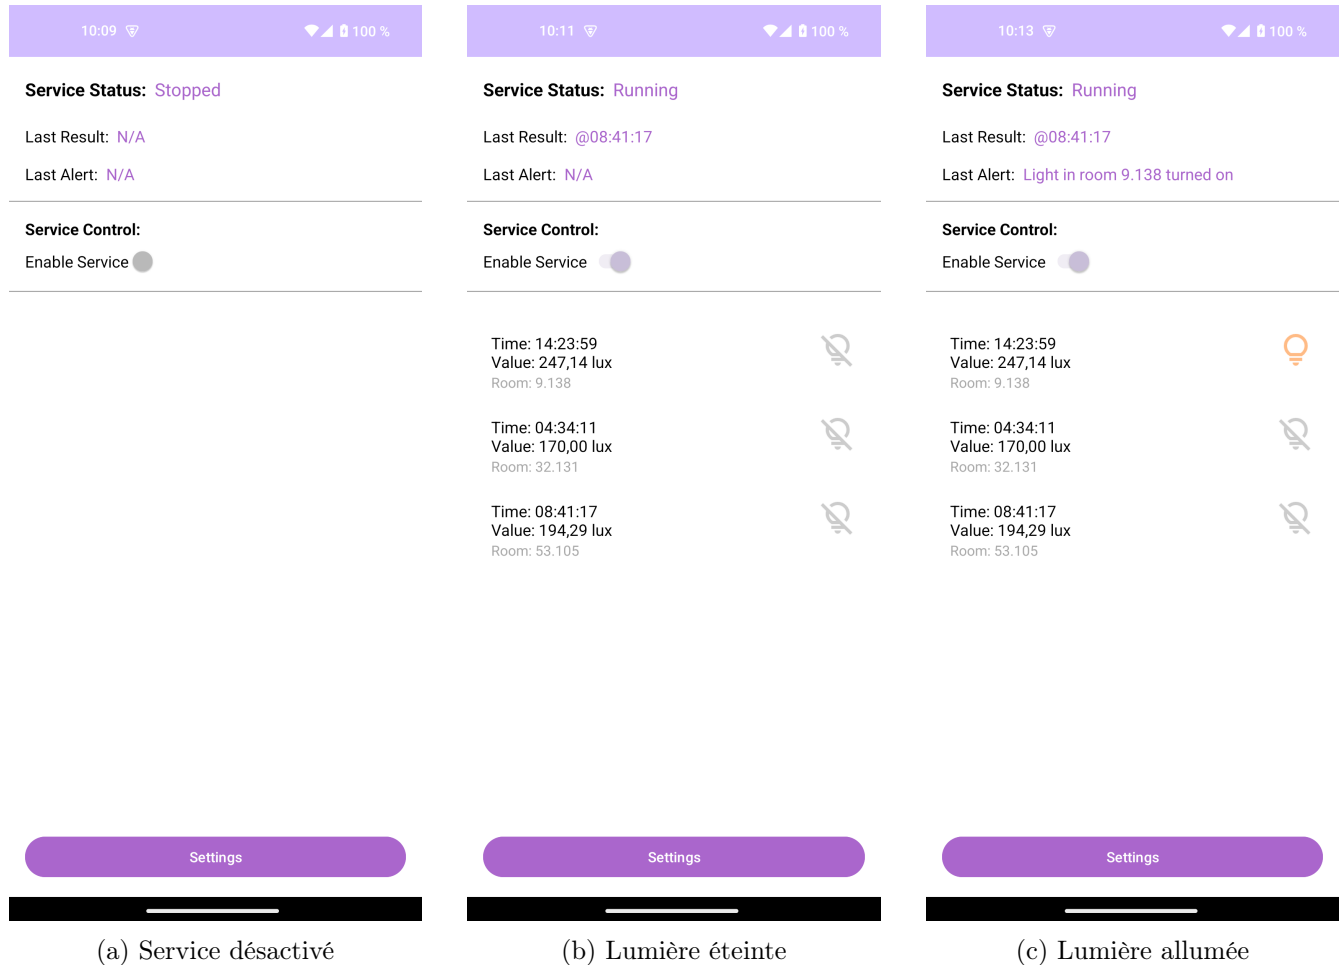 10:09 100 %
Service Status: Stopped
Last Result: N/A
Last Alert: N/A
Service Control:
Enable Service
Settings
(a) Service désactivé
10:11 100 %
Service Status: Running
Last Result: @08:41:17
Last Alert: N/A
Service Control:
Enable Service
Time: 14:23:59
Value: 247,14 lux
Room: 9.138
Time: 04:34:11
Value: 170,00 lux
Room: 32.131
Time: 08:41:17
Value: 194,29 lux
Room: 53.105
Settings
(b) Lumière éteinte
10:13 100 %
Service Status: Running
Last Result: @08:41:17
Last Alert: Light in room 9.138 turned on
Service Control:
Enable Service
Time: 14:23:59
Value: 247,14 lux
Room: 9.138
Time: 04:34:11
Value: 170,00 lux
Room: 32.131
Time: 08:41:17
Value: 194,29 lux
Room: 53.105
Settings
(c) Lumière allumée